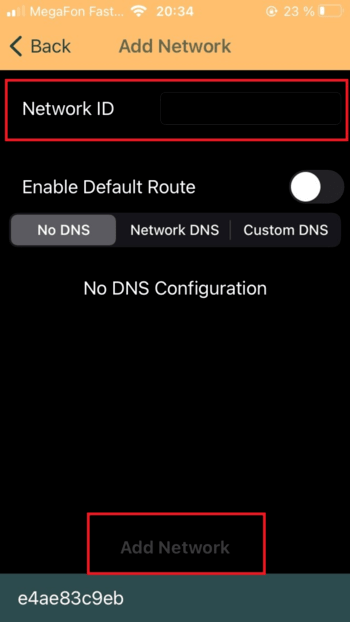 MegaFon Fast... 20:34 23 %
Back Add Network
Network ID
Enable Default Route
No DNS Network DNS Custom DNS
No DNS Configuration
Add Network
e4ae83c9eb